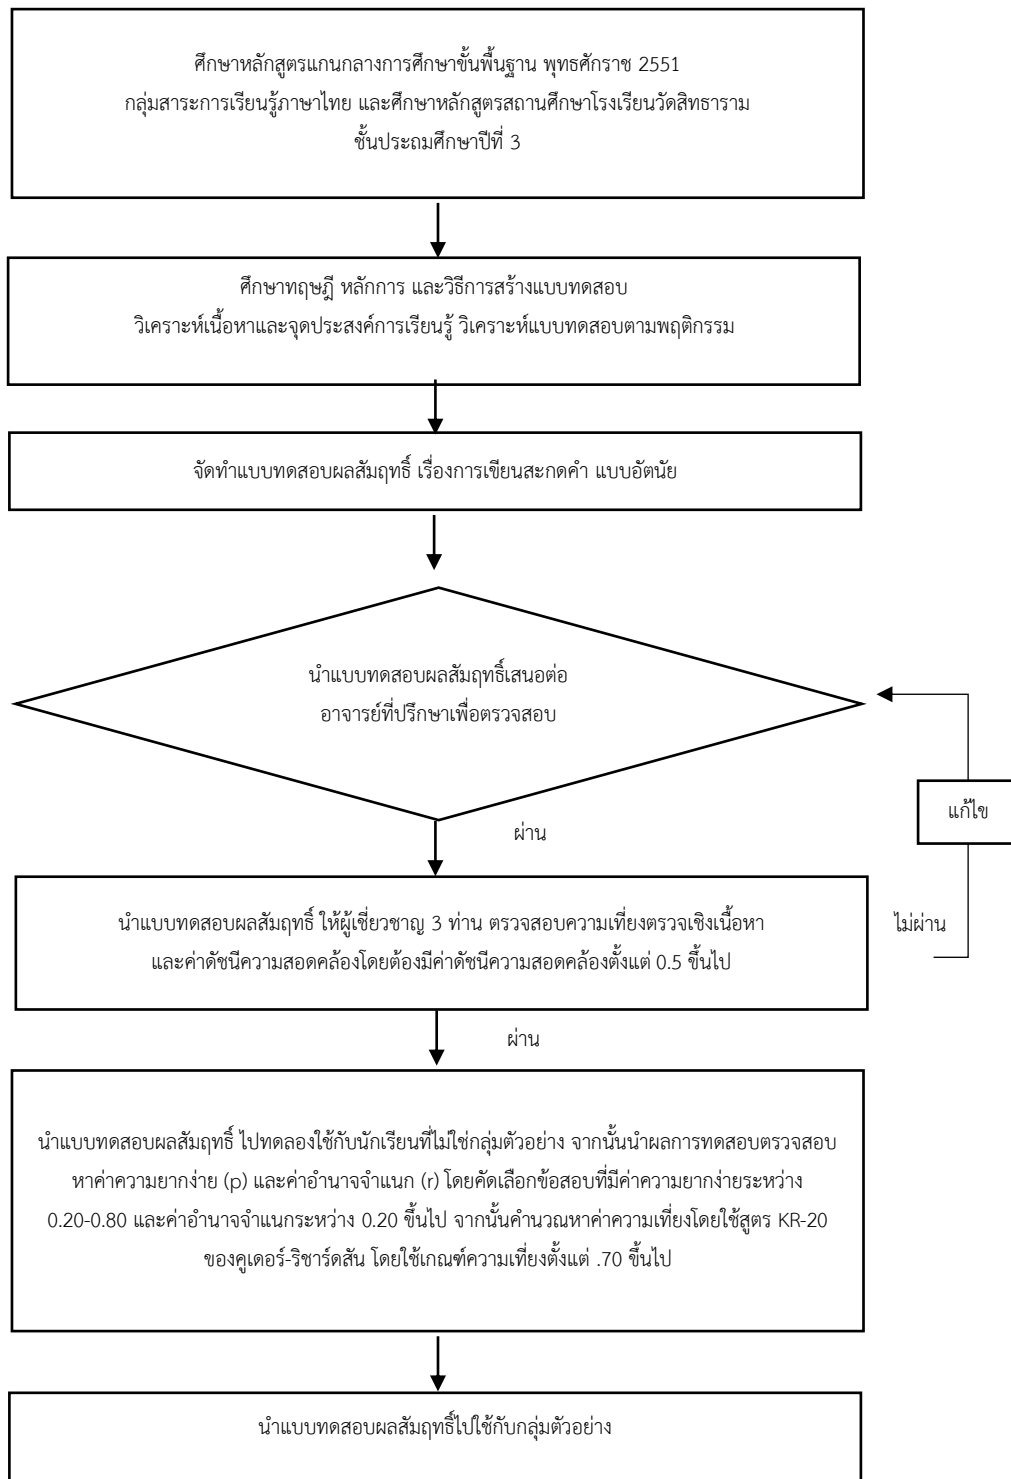 ศึกษาหลักสูตรแกนกลางการศึกษาขั้นพื้นฐาน พุทธศักราช 2551
กลุ่มสาระการเรียนรู้ภาษาไทย และศึกษาหลักสูตรสถานศึกษาโรงเรียนวัดสิทธาราม
ชั้นประถมศึกษาปีที่ 3
ศึกษาทฤษฎี หลักการ และวิธีการสร้างแบบทดสอบ
วิเคราะห์เนื้อหาและจุดประสงค์การเรียนรู้ วิเคราะห์แบบทดสอบตามพฤติกรรม
จัดทำแบบทดสอบผลสัมฤทธิ์ เรื่องการเขียนสะกดคำ แบบอัตนัย
นำแบบทดสอบผลสัมฤทธิ์เสนอต่อ
อาจารย์ที่ปรึกษาเพื่อตรวจสอบ
แก้ไข
ผ่าน
นำแบบทดสอบผลสัมฤทธิ์ ให้ผู้เชี่ยวชาญ 3 ท่าน ตรวจสอบความเที่ยงตรวจเชิงเนื้อหา
และค่าดัชนีความสอดคล้องโดยต้องมีค่าดัชนีความสอดคล้องตั้งแต่ 0.5 ขึ้นไป
ไม่ผ่าน
ผ่าน
นำแบบทดสอบผลสัมฤทธิ์ ไปทดลองใช้กับนักเรียนที่ไม่ใช่กลุ่มตัวอย่าง จากนั้นนำผลการทดสอบตรวจสอบ
หาค่าความยากง่าย (p) และค่าอำนาจจำแนก (r) โดยคัดเลือกข้อสอบที่มีค่าความยากง่ายระหว่าง
0.20-0.80 และค่าอำนาจจำแนกระหว่าง 0.20 ขึ้นไป จากนั้นคำนวณหาค่าความเที่ยงโดยใช้สูตร KR-20
ของคูเดอร์-ริชาร์ดสัน โดยใช้เกณฑ์ความเที่ยงตั้งแต่ .70 ขึ้นไป
นำแบบทดสอบผลสัมฤทธิ์ไปใช้กับกลุ่มตัวอย่าง